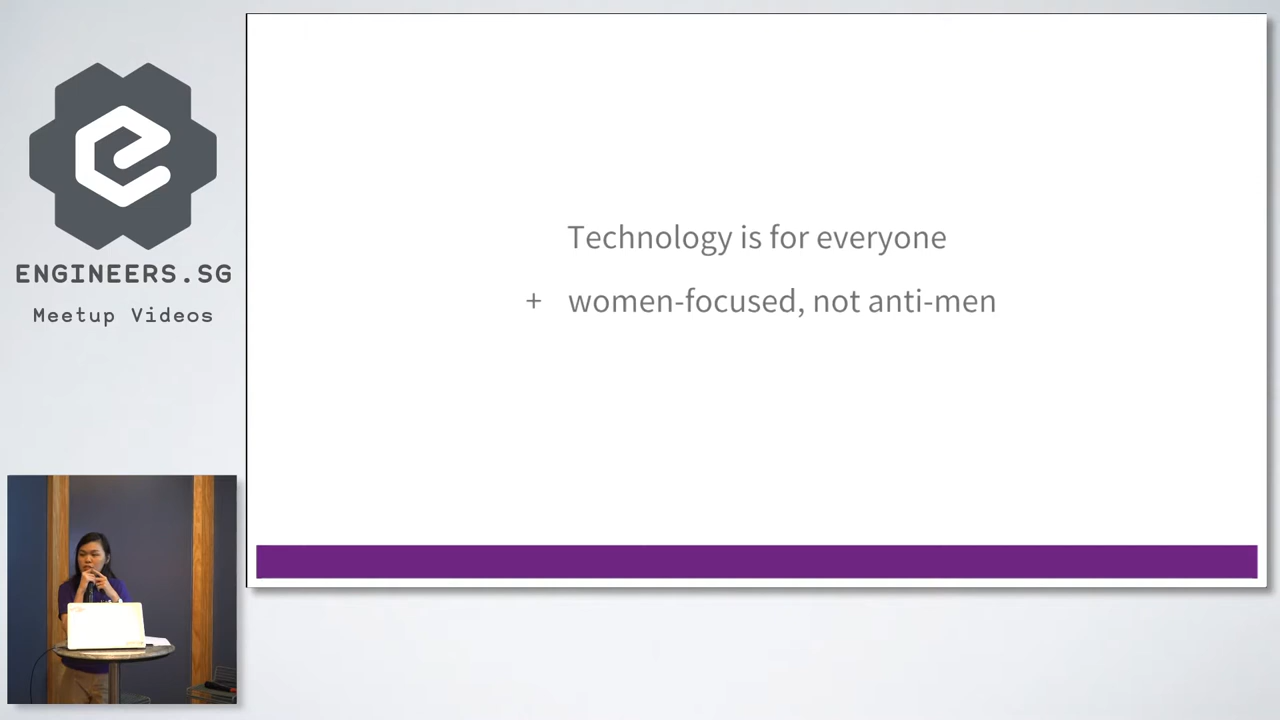 ENGINEERS.SG
Meetup Videos
Technology is for everyone
+ women-focused, not anti-men